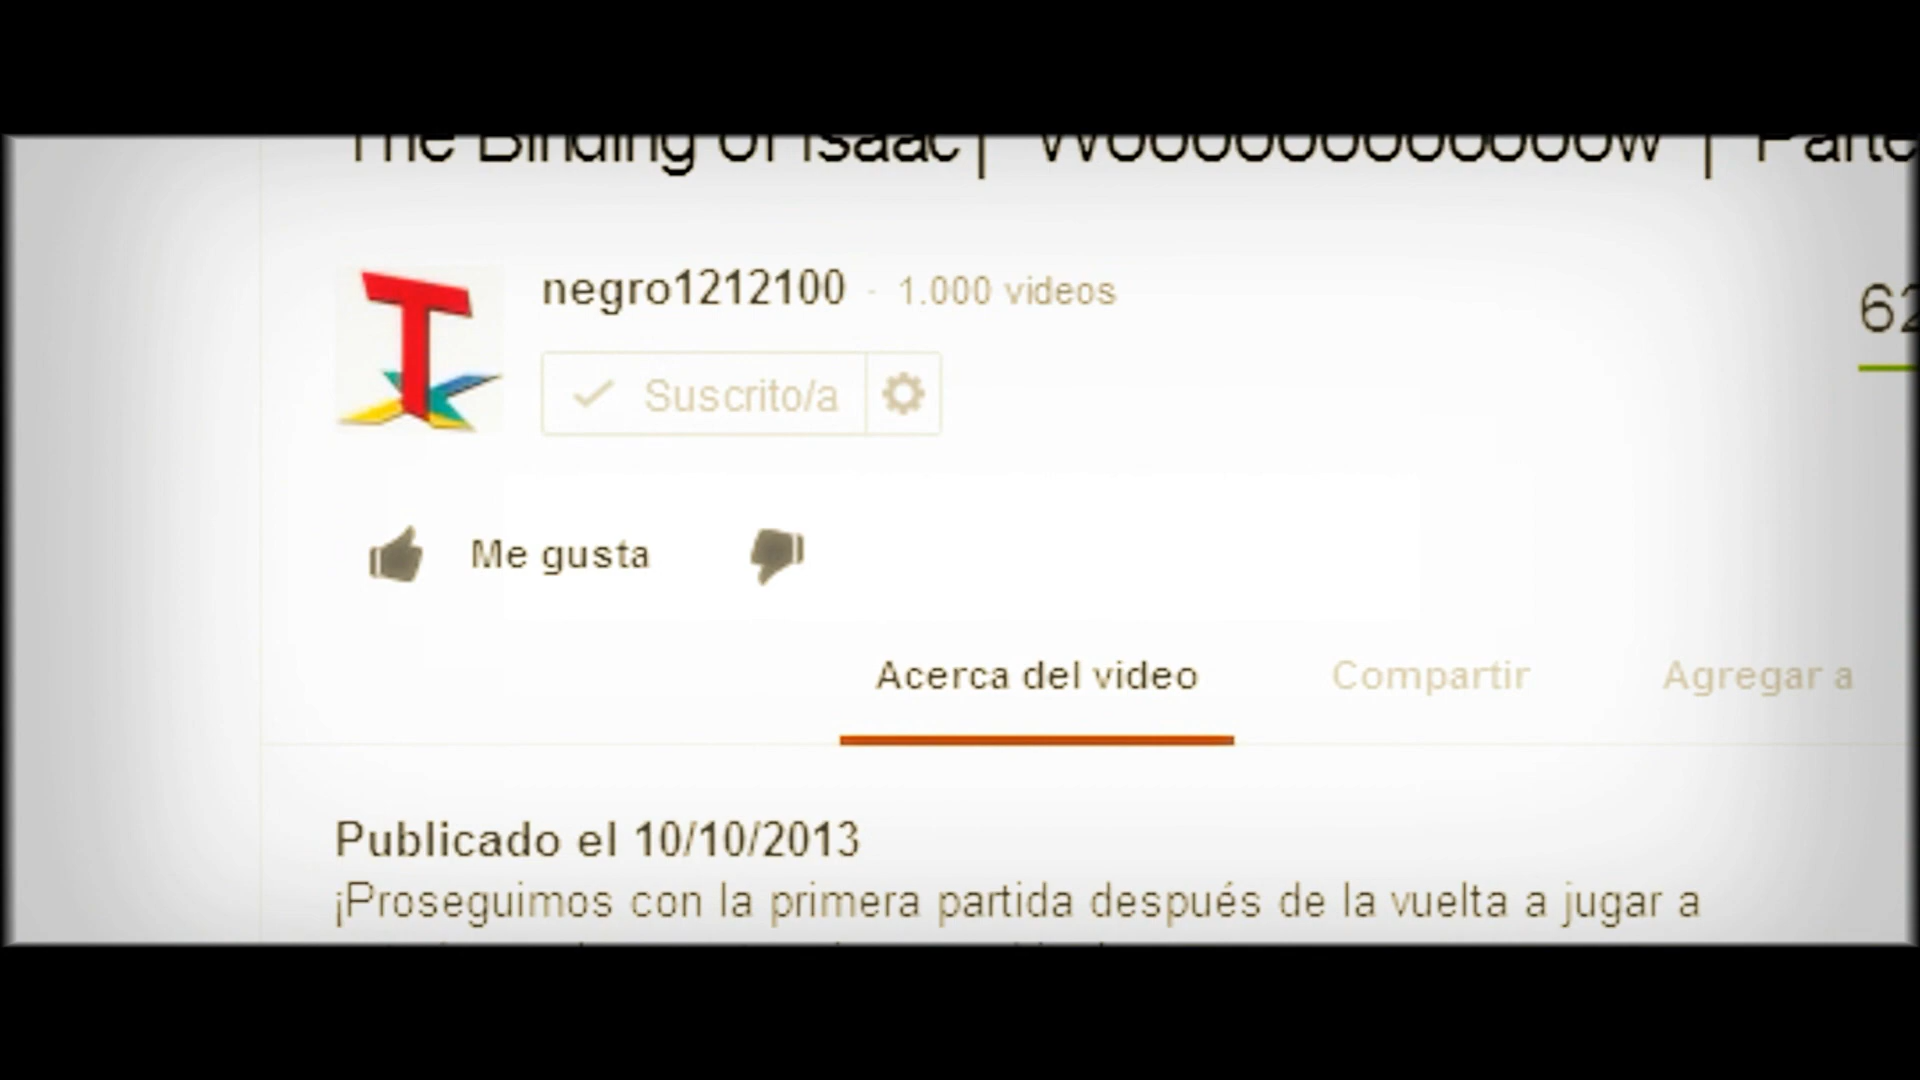 The Binding of Isaac | Wooooooooooooow | Parte
negro1212100 · 1.000 videos
62
Suscrito/a
Me gusta
Acerca del video Compartir Agregar a
Publicado el 10/10/2013
¡Proseguimos con la primera partida después de la vuelta a jugar a